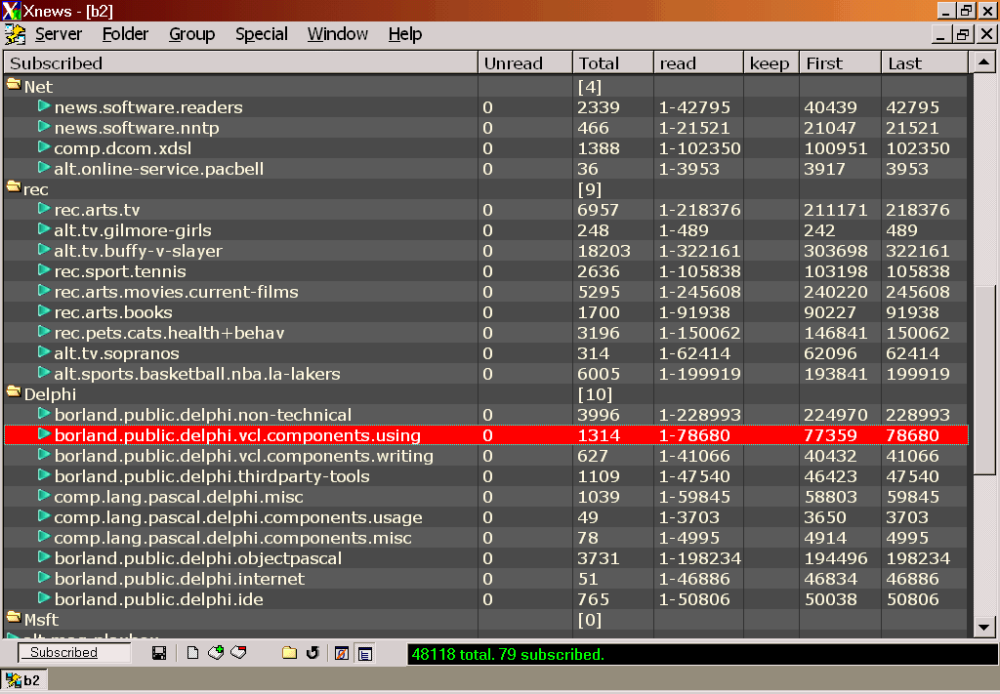 Xnews - [b2]
Server Folder Group Special Window Help
Subscribed Unread Total read keep First Last
Net [4]
news.software.readers 0 2339 1-42795 40439 42795
news.software.nntp 0 466 1-21521 21047 21521
comp.dcom.xdsl 0 1388 1-102350 100951 102350
alt.online-service.pacbell 0 36 1-3953 3917 3953
rec [9]
rec.arts.tv 0 6957 1-218376 211171 218376
alt.tv.gilmore-girls 0 248 1-489 242 489
alt.tv.buffy-v-slayer 0 18203 1-322161 303698 322161
rec.sport.tennis 0 2636 1-105838 103198 105838
rec.arts.movies.current-films 0 5295 1-245608 240220 245608
rec.arts.books 0 1700 1-91938 90227 91938
rec.pets.cats.health+behav 0 3196 1-150062 146841 150062
alt.tv.sopranos 0 314 1-62414 62096 62414
alt.sports.basketball.nba.la-lakers 0 6005 1-199919 193841 199919
Delphi [10]
borland.public.delphi.non-technical 0 3996 1-228993 224970 228993
borland.public.delphi.vcl.components.using 0 1314 1-78680 77359 78680
borland.public.delphi.vcl.components.writing 0 627 1-41066 40432 41066
borland.public.delphi.thirdparty-tools 0 1109 1-47540 46423 47540
comp.lang.pascal.delphi.misc 0 1039 1-59845 58803 59845
comp.lang.pascal.delphi.components.usage 0 49 1-3703 3650 3703
comp.lang.pascal.delphi.components.misc 0 78 1-4995 4914 4995
borland.public.delphi.objectpascal 0 3731 1-198234 194496 198234
borland.public.delphi.internet 0 51 1-46886 46834 46886
borland.public.delphi.ide 0 765 1-50806 50038 50806
Msft [0]
Subscribed 48118 total. 79 subscribed.
b2